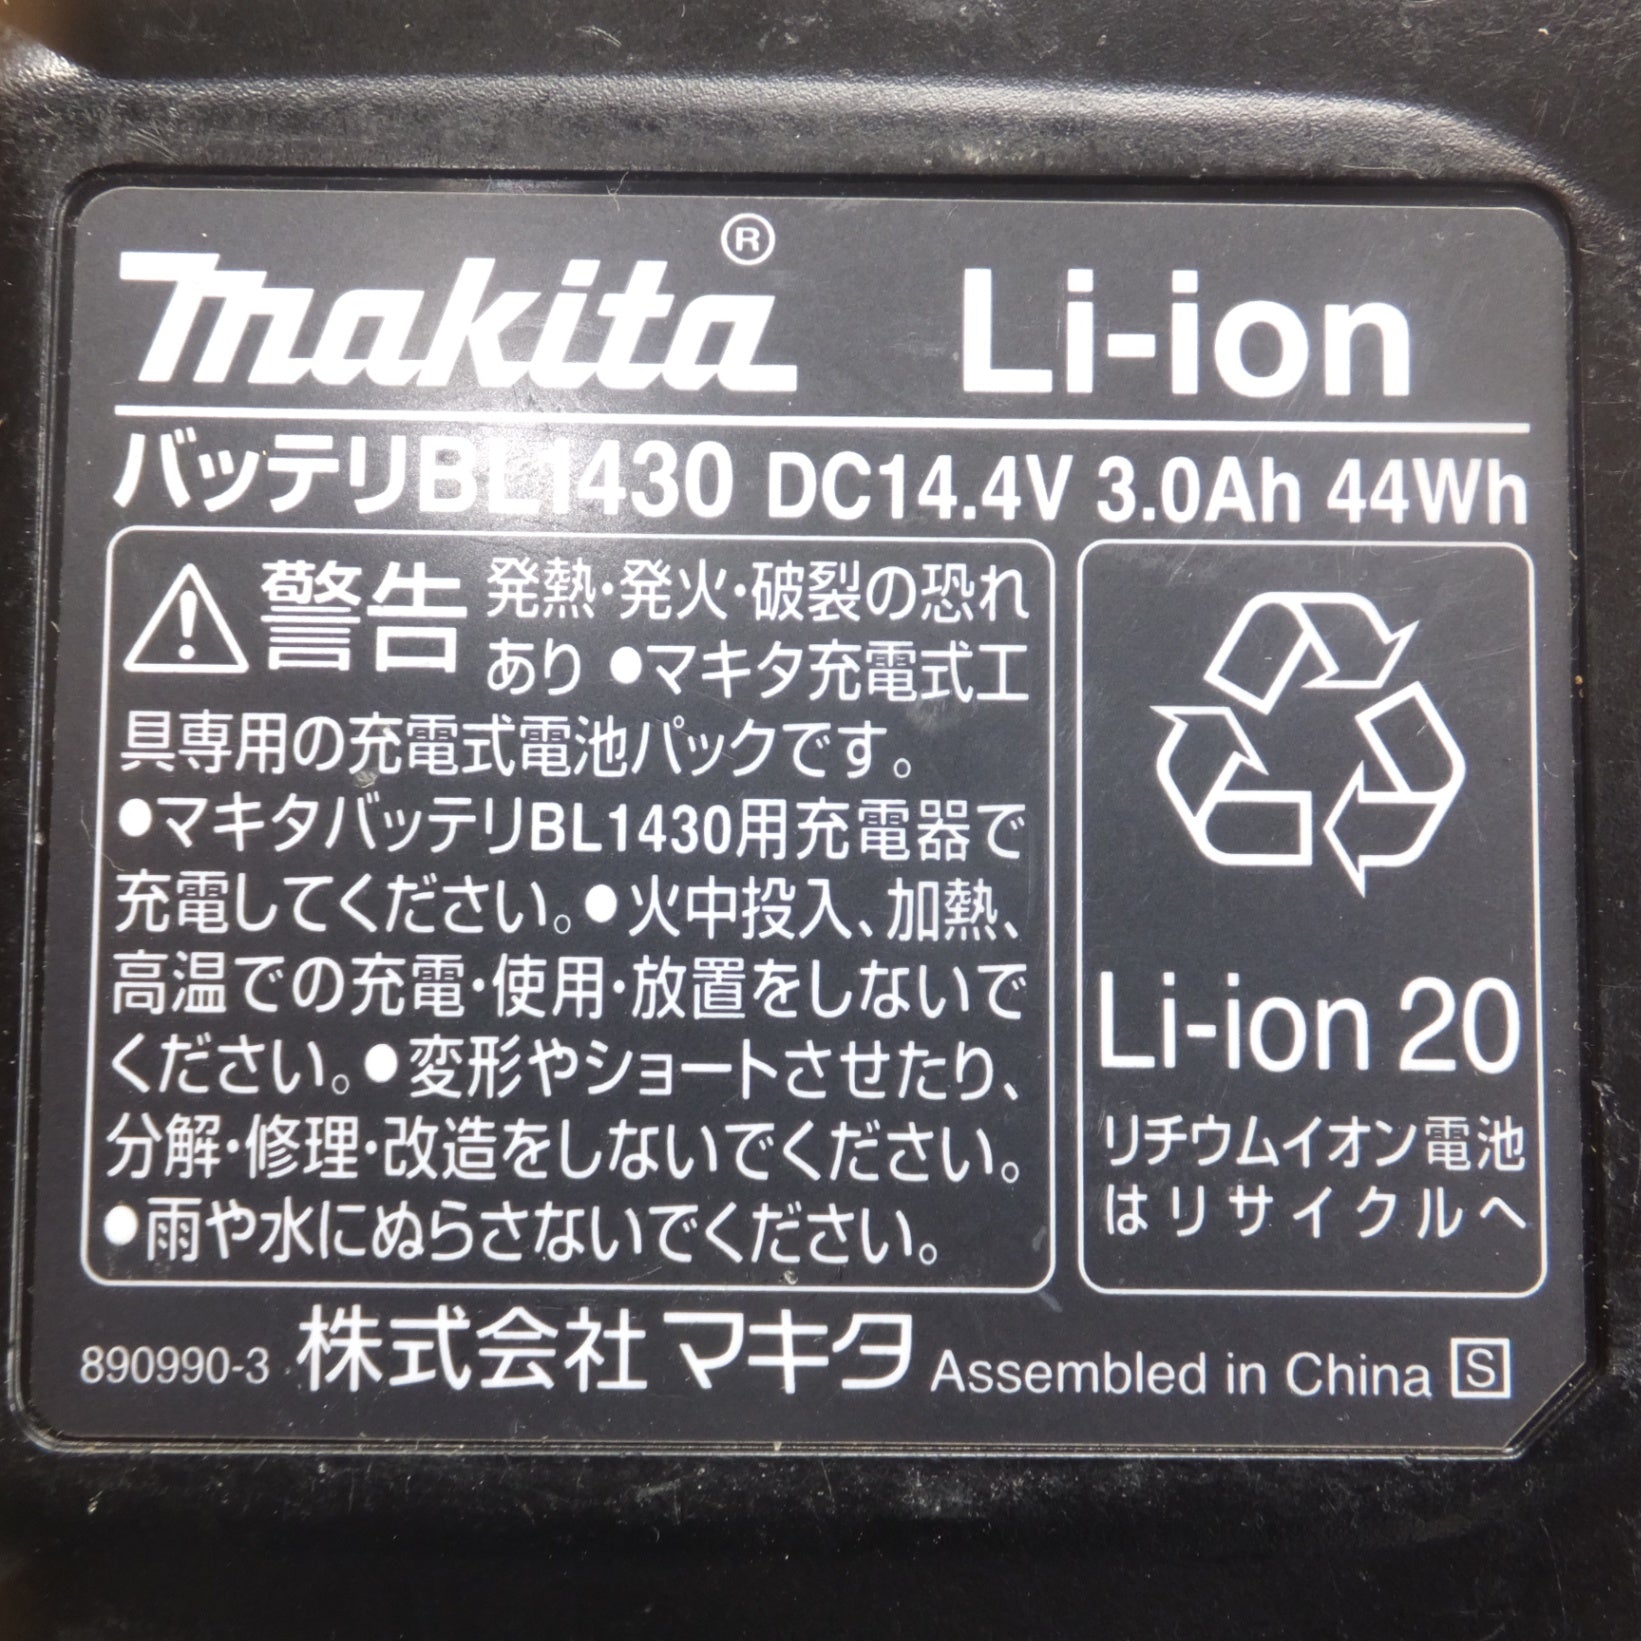 makita® Li-ion
バッテリBL1430 DC14.4V 3.0Ah 44Wh
警告 発熱・発火・破裂の恐れ
あり ●マキタ充電式工
具専用の充電式電池パックです。
●マキタバッテリBL1430用充電器で
充電してください。●火中投入、加熱、
高温での充電・使用・放置をしないで
ください。●変形やショートさせたり、
分解・修理・改造をしないでください。
●雨や水にぬらさないでください。
Li-ion 20
リチウムイオン電池
はリサイクルへ
890990-3 株式会社マキタ Assembled in China S